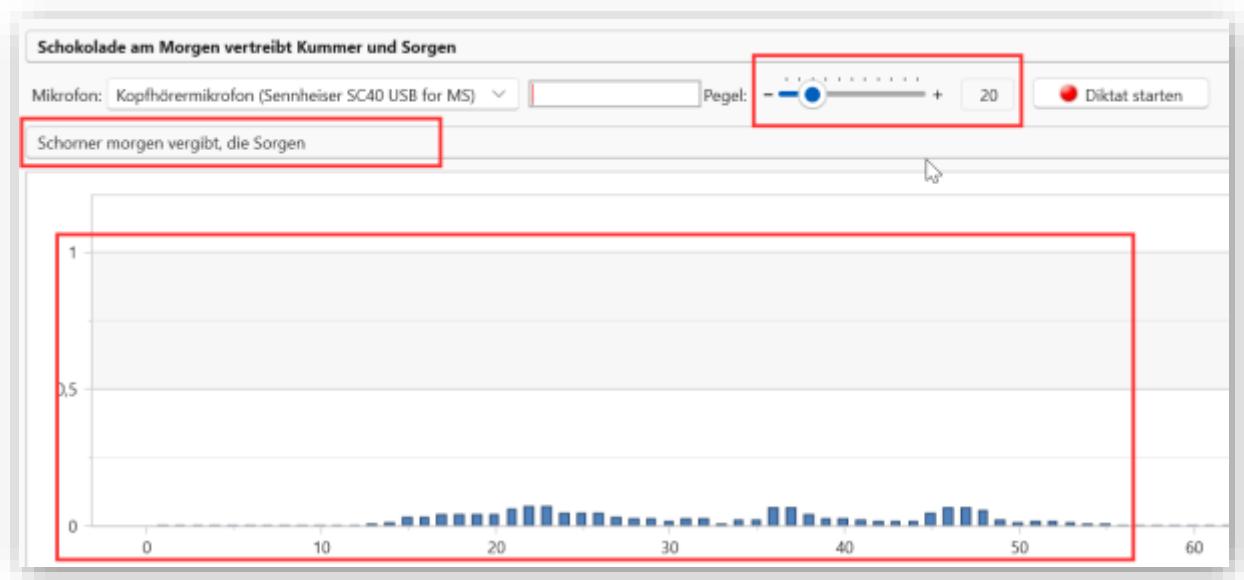 Schokolade am Morgen vertreibt Kummer und Sorgen
Mikrofon: Kopfhörermikrofon (Sennheiser SC40 USB for MS) Pegel: - + 20 Diktat starten
Schorner morgen vergibt, die Sorgen
1
0,5
0
0 10 20 30 40 50 60